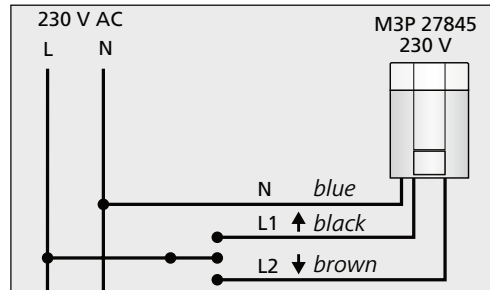 230 V AC
L N
M3P 27845
230 V
N blue
L1 ↑ black
L2 ↓ brown